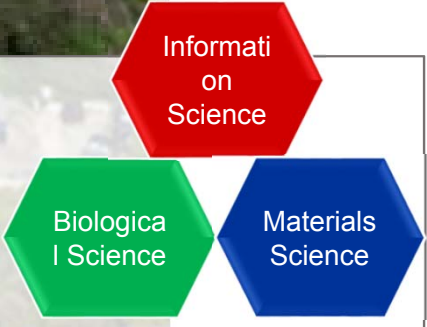 Informati
on
Science
Biologica
l Science
Materials
Science